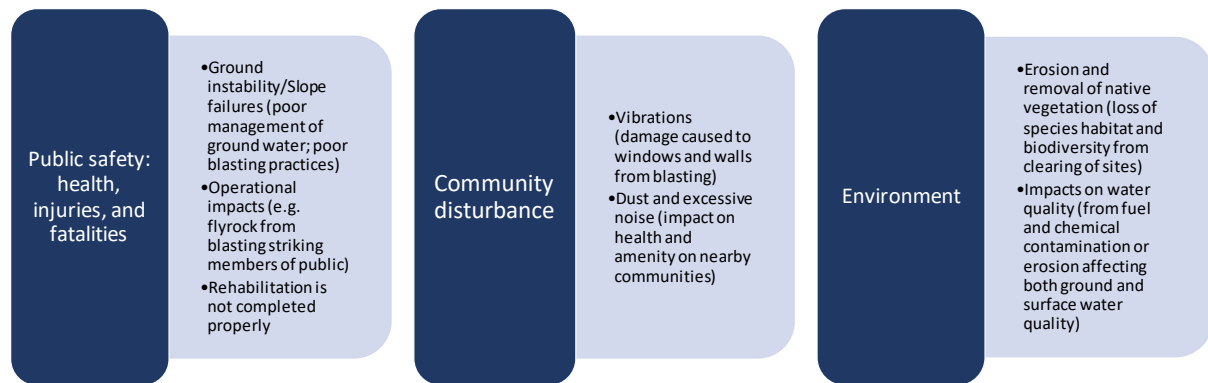 Public safety:
health,
injuries, and
fatalities
•Ground
instability/Slope
failures (poor
management of
ground water; poor
blasting practices)
•Operational
impacts (e.g.
flyrock from
blasting striking
members of public)
•Rehabilitation is
not completed
properly
Community
disturbance
•Vibrations
(damage caused to
windows and walls
from blasting)
•Dust and excessive
noise (impact on
health and
amenity on nearby
communities)
Environment
•Erosion and
removal of native
vegetation (loss of
species habitat and
biodiversity from
clearing of sites)
•Impacts on water
quality (from fuel
and chemical
contamination or
erosion affecting
both ground and
surface water
quality)